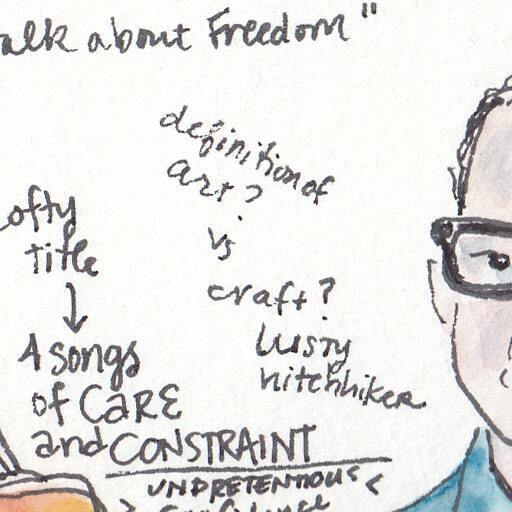 alk about Freedom"
definition of
art?
vs
craft?
Lusty
hitchhiker
ofty
title
4 songs
of CARE
and CONSTRAINT
UNPRETENTIOUS